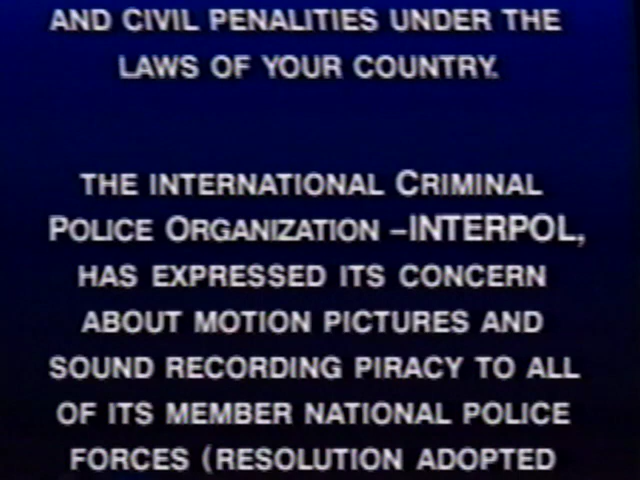 AND CIVIL PENALITIES UNDER THE
LAWS OF YOUR COUNTRY.
THE INTERNATIONAL CRIMINAL
POLICE ORGANIZATION –INTERPOL,
HAS EXPRESSED ITS CONCERN
ABOUT MOTION PICTURES AND
SOUND RECORDING PIRACY TO ALL
OF ITS MEMBER NATIONAL POLICE
FORCES (RESOLUTION ADOPTED